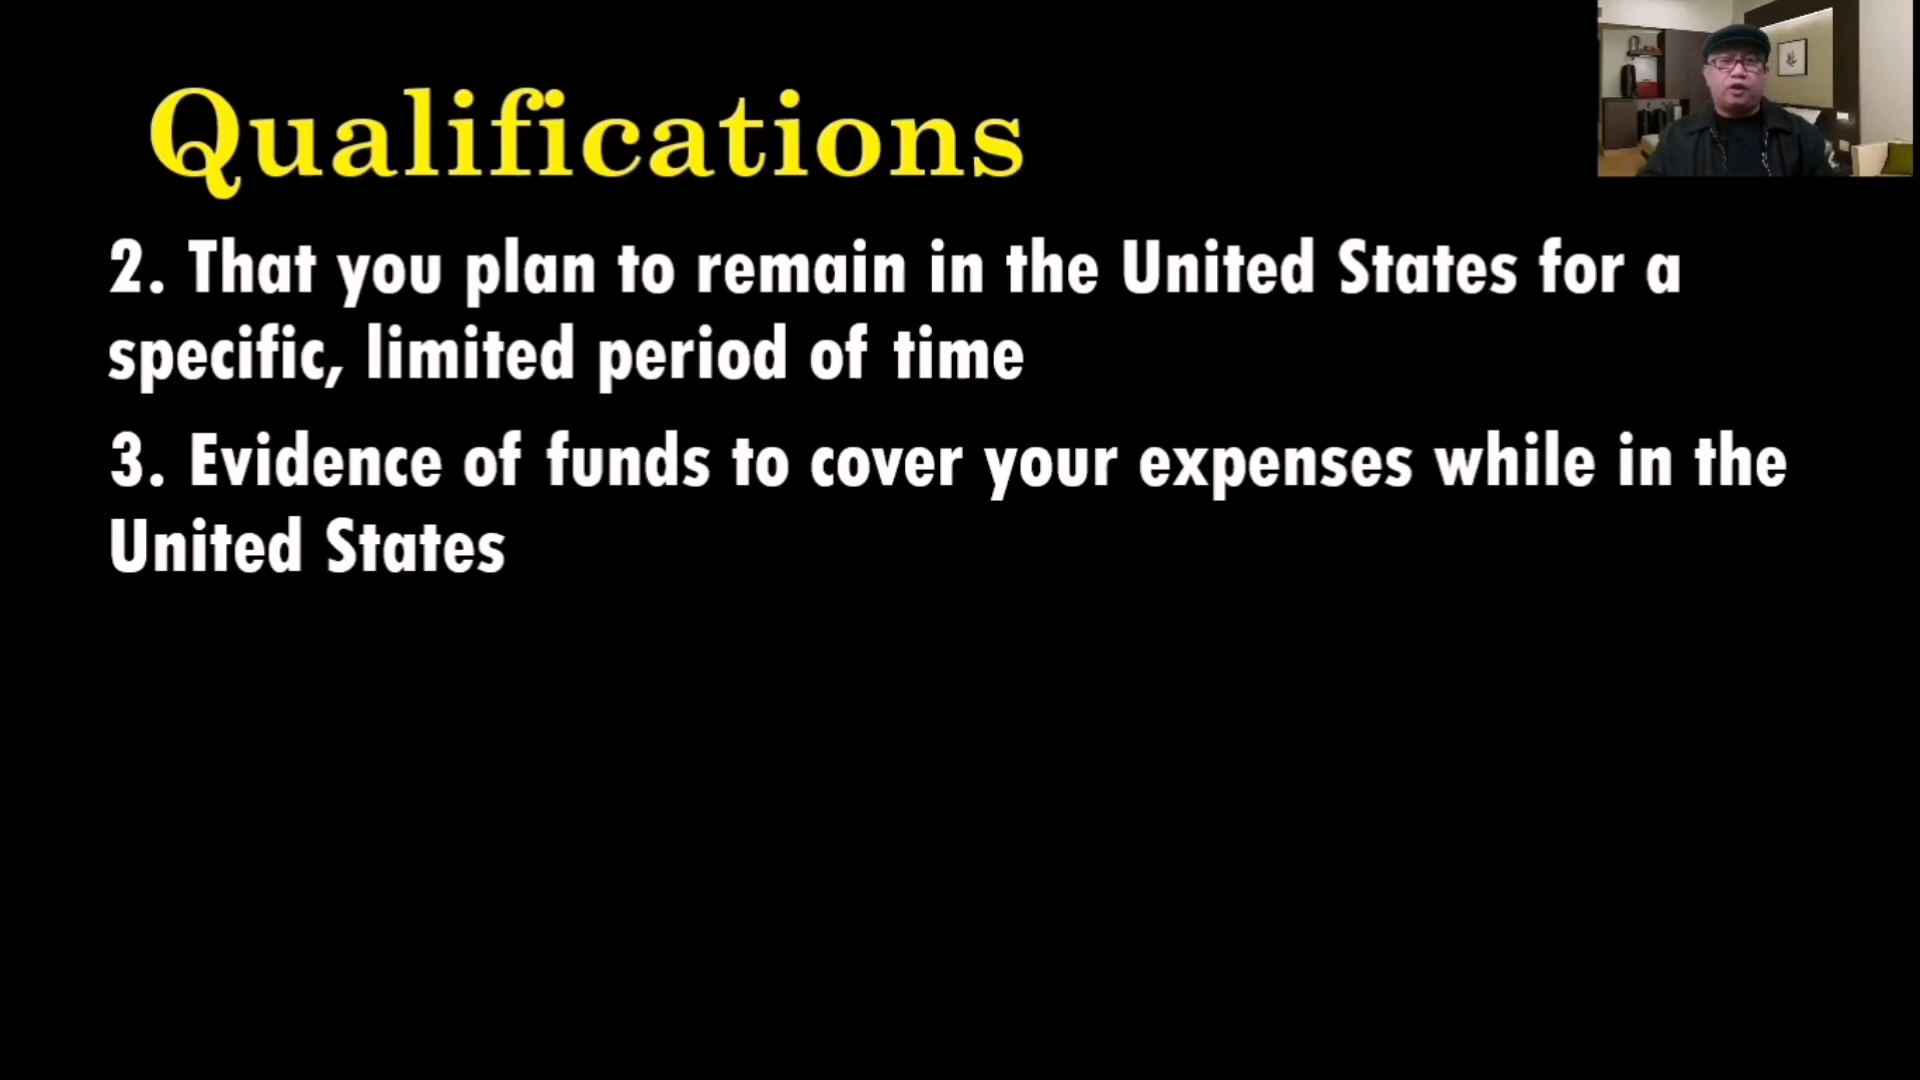 Qualifications
2. That you plan to remain in the United States for a
specific, limited period of time
3. Evidence of funds to cover your expenses while in the
United States